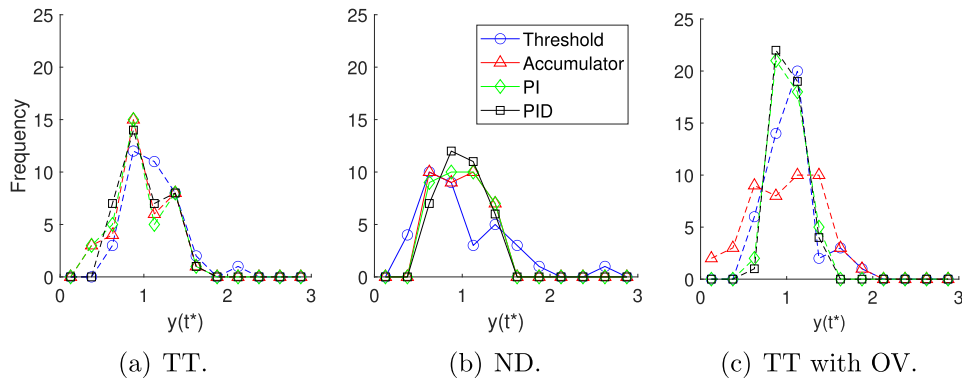 25
20
15
10
5
0
Frequency
0 1 2 3
y(t*)
(a) TT.
25
20
15
10
5
0
Threshold
Accumulator
PI
PID
0 1 2 3
y(t*)
(b) ND.
25
20
15
10
5
0
0 1 2 3
y(t*)
(c) TT with OV.